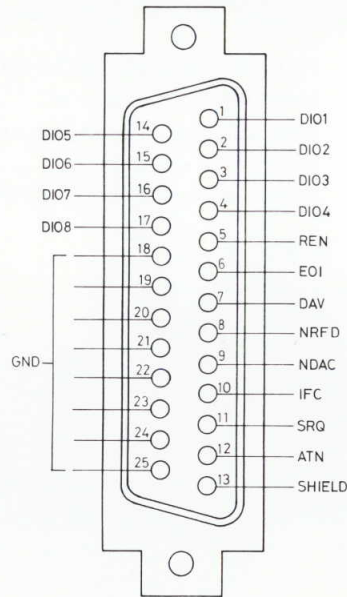 1 DIO1
14 DIO5
2 DIO2
15 DIO6
3 DIO3
16 DIO7
4 DIO4
17 DIO8
5 REN
18
6 EOI
19
7 DAV
20
8 NRFD
21
9 NDAC
GND
22
10 IFC
23
11 SRQ
24
12 ATN
25
13 SHIELD